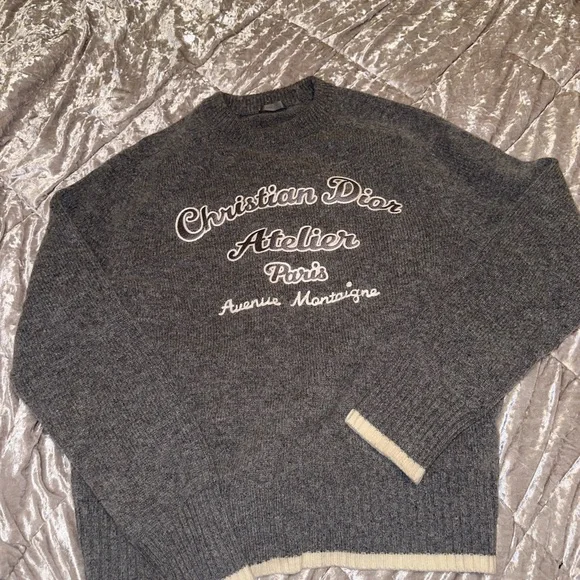 Christian Dior
Atelier
Paris
Avenue Montaigne